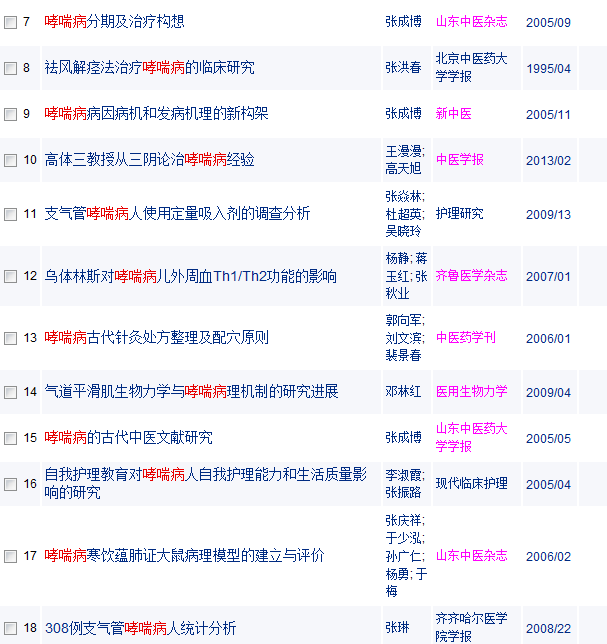 7 哮喘病分期及治疗构想 张成博 山东中医杂志 2005/09
8 祛风解痉法治疗哮喘病的临床研究 张洪春 北京中医药大
学学报 1995/04
9 哮喘病病因病机和发病机理的新构架 张成博 新中医 2005/11
10 高体三教授从三阴论治哮喘病经验 王漫漫;
高天旭 中医学报 2013/02
11 支气管哮喘病人使用定量吸入剂的调查分析 张焱林;
杜超英;
吴晓玲 护理研究 2009/13
12 乌体林斯对哮喘病儿外周血Th1/Th2功能的影响 杨静; 蒋
玉红; 张
秋业 齐鲁医学杂志 2007/01
13 哮喘病古代针灸处方整理及配穴原则 郭向军;
刘文滨;
裴景春 中医药学刊 2006/01
14 气道平滑肌生物力学与哮喘病理机制的研究进展 邓林红 医用生物力学 2009/04
15 哮喘病的古代中医文献研究 张成博 山东中医药大
学学报 2005/05
16 自我护理教育对哮喘病人自我护理能力和生活质量影
响的研究 李淑霞;
张振路 现代临床护理 2005/04
17 哮喘病寒饮蕴肺证大鼠病理模型的建立与评价 张庆祥;
于少泓;
孙广仁;
杨勇; 于
梅 山东中医杂志 2006/02
18 308例支气管哮喘病人统计分析 张琳 齐齐哈尔医学
院学报 2008/22